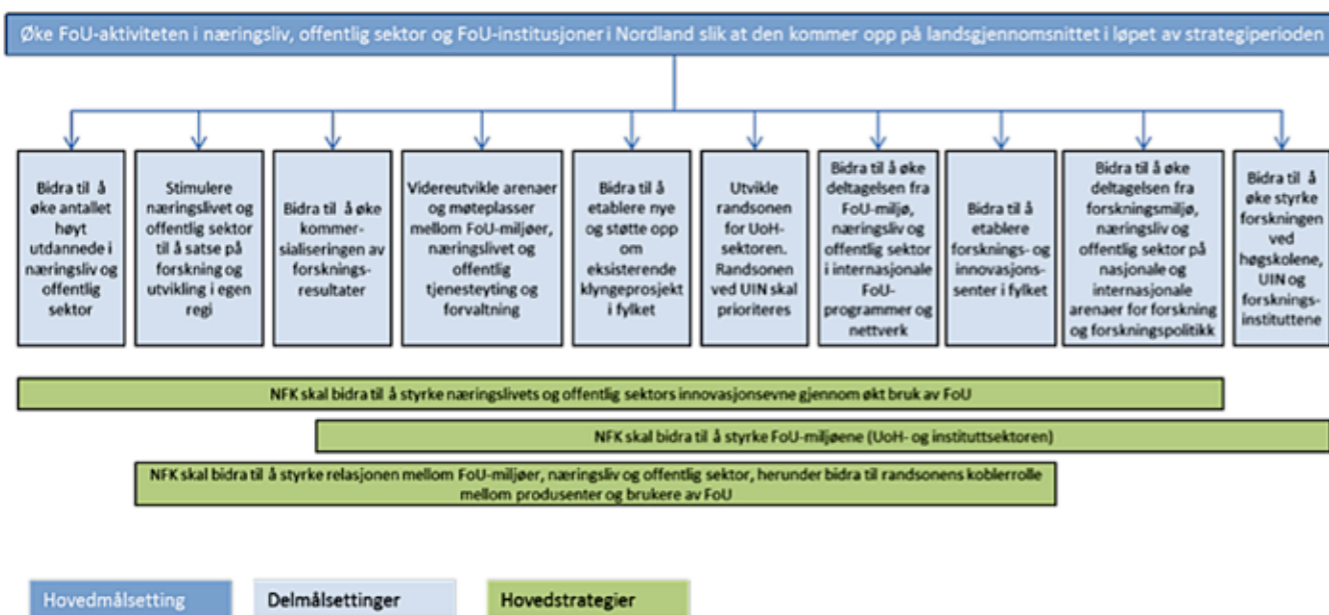 Øke FoU-aktiviteten i næringsliv, offentlig sektor og FoU-institusjoner i Nordland slik at den kommer opp på landsgjennomsnittet i løpet av strategiperioden
Bidra til å
øke antallet
høyt
utdannede i
næringsliv og
offentlig
sektor
Stimulere
næringslivet og
offentlig sektor
til å satse på
forskning og
utvikling i egen
regi
Bidra til å øke
kommer-
sialiseringen av
forsknings-
resultater
Videreutvikle arenaer
og møteplasser
mellom FoU-miljøer,
næringslivet og
offentlig
tjenesteyting og
forvaltning
Bidra til å
etablere nye
og støtte opp
om
eksisterende
klyngeprosjekt
i fylket
Utvikle
randsonen
for UoH-
sektoren.
Randsonen
ved UIN skal
prioriteres
Bidra til å øke
deltagelsen fra
FoU-miljø,
næringsliv og
offentlig sektor
i internasjonale
FoU-
programmer og
nettverk
Bidra til å
etablere
forsknings- og
innovasjons-
senter i fylket
Bidra til å øke
deltagelsen fra
forskningsmiljø,
næringsliv og
offentlig sektor på
nasjonale og
internasjonale
arenaer for forskning
og forskningspolitikk
Bidra til å
øke styrke
forskningen
ved
høgskolene,
UIN og
forsknings-
instituttene
NFK skal bidra til å styrke næringslivets og offentlig sektors innovasjonsevne gjennom økt bruk av FoU
NFK skal bidra til å styrke FoU-miljøene (UoH- og instituttsektoren)
NFK skal bidra til å styrke relasjonen mellom FoU-miljøer, næringsliv og offentlig sektor, herunder bidra til randsonens koblerrolle
mellom produsenter og brukere av FoU
Hovedmålsetting
Delmålsettinger
Hovedstrategier